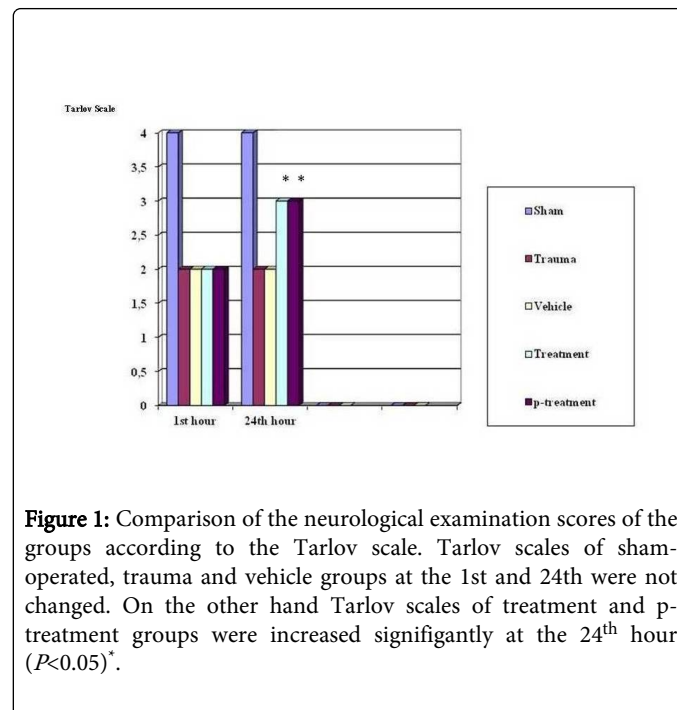 Tarlov Scale
4
3,5
* *
3
2,5
2
1,5
1
0,5
0
1st hour 24th hour
Sham
Trauma
Vehicle
Treatment
p-treatment
Figure 1: Comparison of the neurological examination scores of the
groups according to the Tarlov scale. Tarlov scales of sham-
operated, trauma and vehicle groups at the 1st and 24th were not
changed. On the other hand Tarlov scales of treatment and p-
treatment groups were increased signifigantly at the 24th hour
(P<0.05)*.